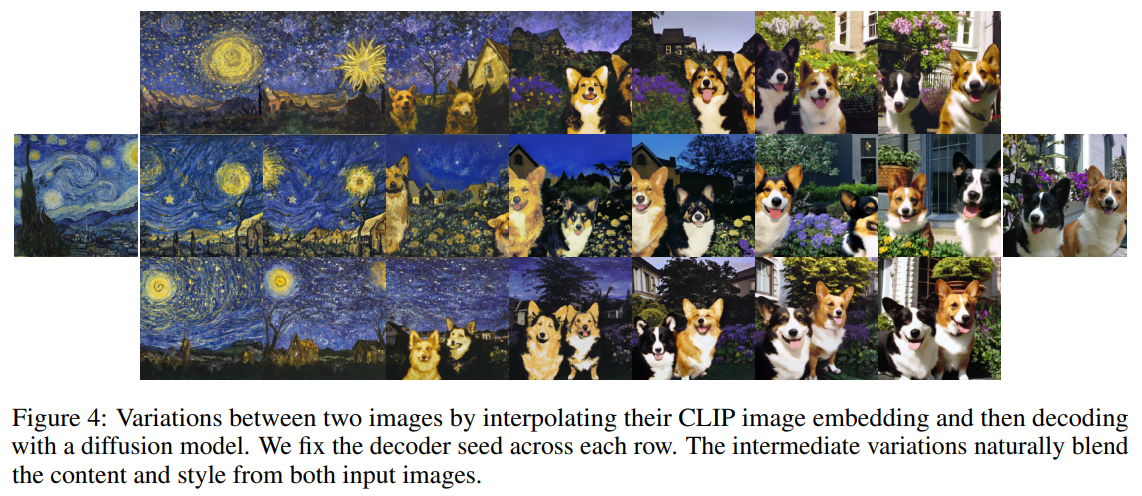 Figure 4: Variations between two images by interpolating their CLIP image embedding and then decoding
with a diffusion model. We fix the decoder seed across each row. The intermediate variations naturally blend
the content and style from both input images.